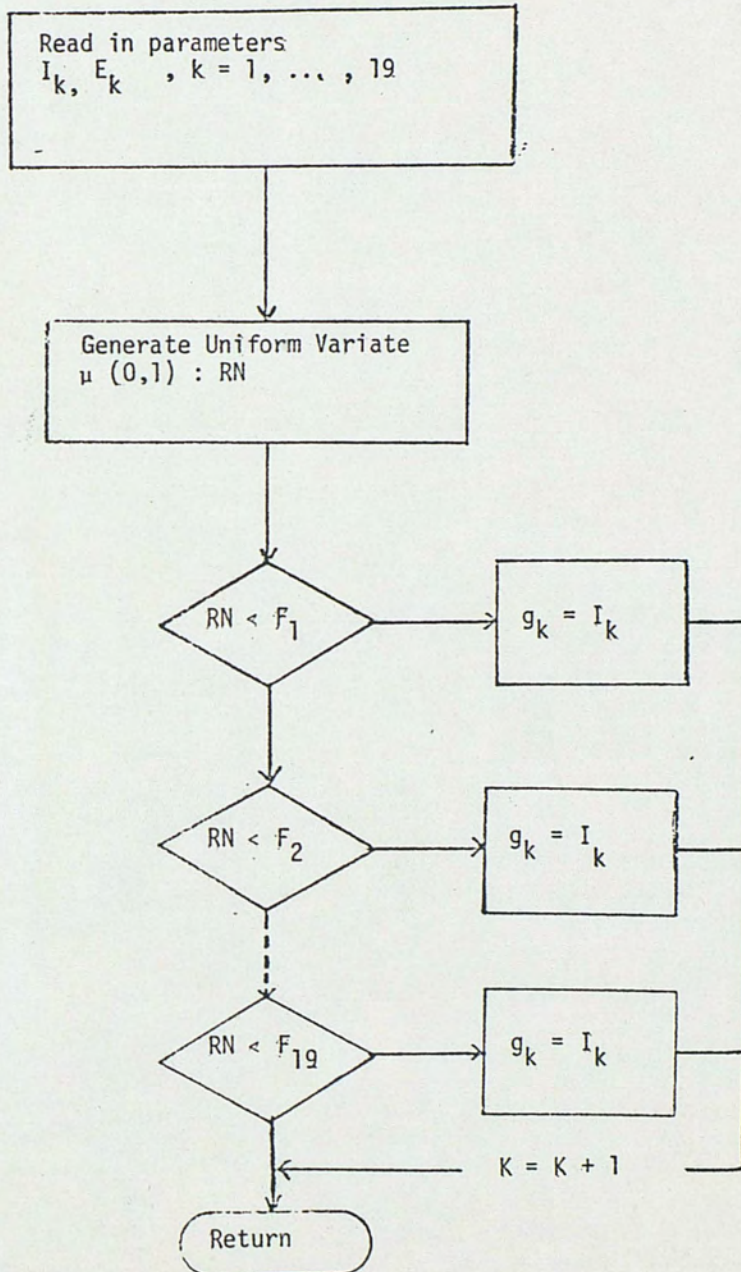 Read in parameters
I_k, E_k , k = 1, ... , 19
Generate Uniform Variate
μ (0,1) : RN
RN < F_1
g_k = I_k
RN < F_2
g_k = I_k
RN < F_19
g_k = I_k
K = K + 1
Return